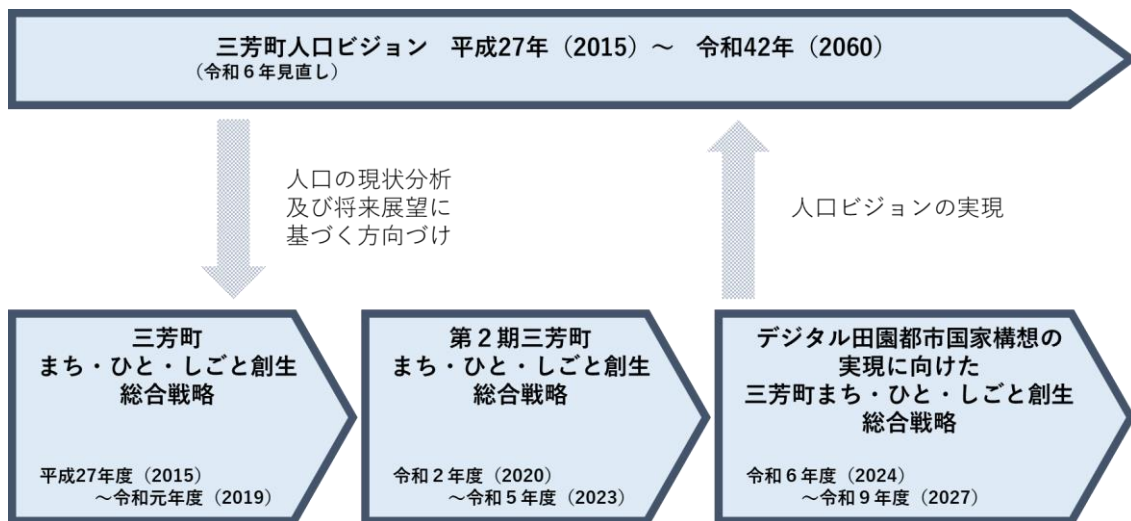 三芳町人口ビジョン　平成27年（2015）～　令和42年（2060）
（令和６年見直し）
人口の現状分析
及び将来展望に
基づく方向づけ
人口ビジョンの実現
三芳町
まち・ひと・しごと創生
総合戦略
平成27年度（2015）
～令和元年度（2019）
第２期三芳町
まち・ひと・しごと創生
総合戦略
令和２年度（2020）
～令和５年度（2023）
デジタル田園都市国家構想の
実現に向けた
三芳町まち・ひと・しごと創生
総合戦略
令和６年度（2024）
～令和９年度（2027）